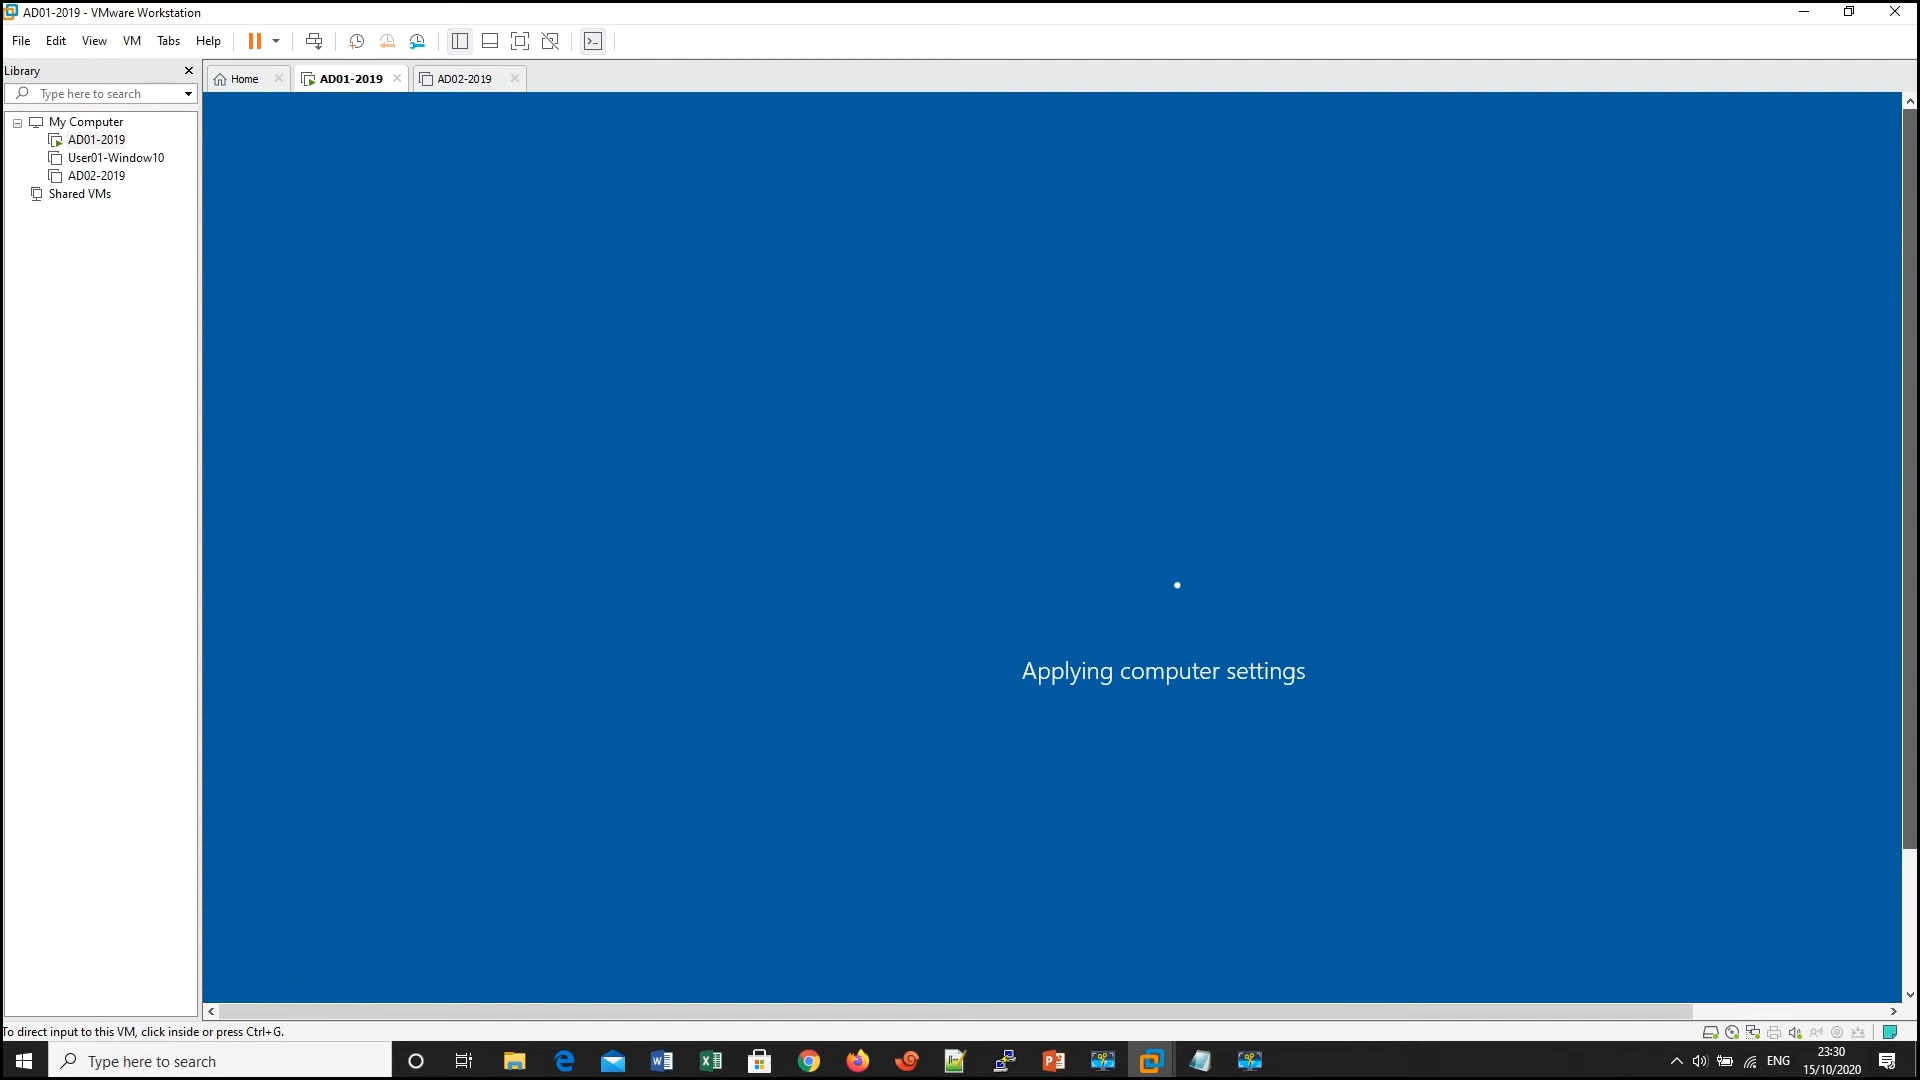 AD01-2019 - VMware Workstation
File Edit View VM Tabs Help
Library
Type here to search
Home
AD01-2019
AD02-2019
My Computer
AD01-2019
User01-Window10
AD02-2019
Shared VMs
Applying computer settings
To direct input to this VM, click inside or press Ctrl+G.
Type here to search
ENG
23:30
15/10/2020